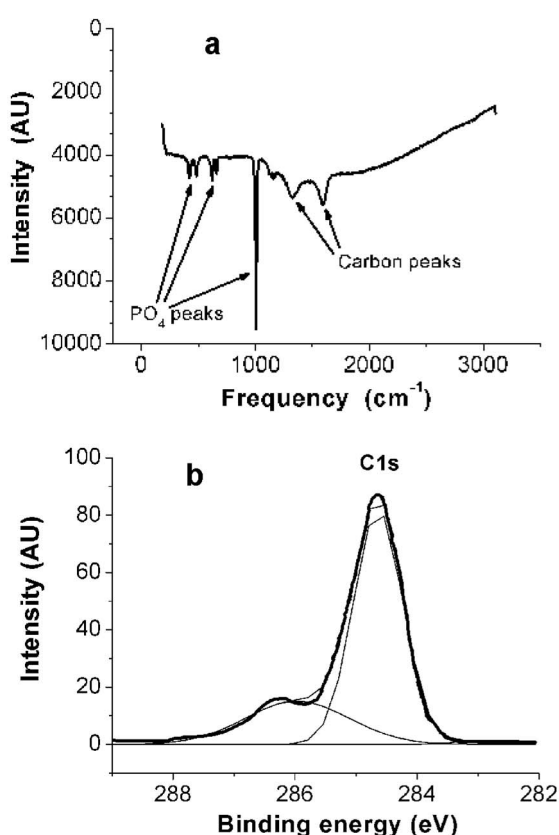 a
0
2000
4000
6000
8000
10000
Intensity (AU)
Carbon peaks
PO₄ peaks
0 1000 2000 3000
Frequency (cm⁻¹)
b
C1s
100
80
60
40
20
0
Intensity (AU)
288 286 284 282
Binding energy (eV)